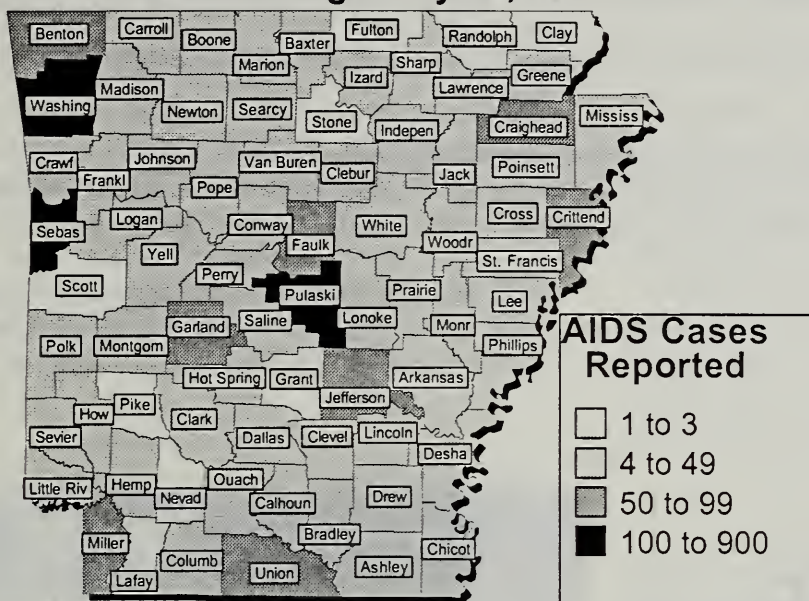 Benton
Carroll
Boone
Baxter
Fulton
Randolph
Clay
Marion
Izard
Sharp
Lawrence
Greene
Washing
Madison
Newton
Searcy
Stone
Indepen
Craighead
Mississ
Crawf
Johnson
Van Buren
Clebur
Jack
Poinsett
Frankl
Pope
Sebas
Logan
Conway
White
Cross
Crittend
Yell
Faulk
Woodr
St. Francis
Scott
Perry
Pulaski
Prairie
Lee
Polk
Montgom
Garland
Saline
Lonoke
Monr
Phillips
Hot Spring
Grant
Jefferson
Arkansas
How
Pike
Clark
Sevier
Dallas
Clevel
Lincoln
Desha
Little Riv
Hemp
Nevad
Ouach
Calhoun
Drew
Miller
Bradley
Chicot
Lafay
Columb
Union
Ashley
AIDS Cases
Reported
1 to 3
4 to 49
50 to 99
100 to 900